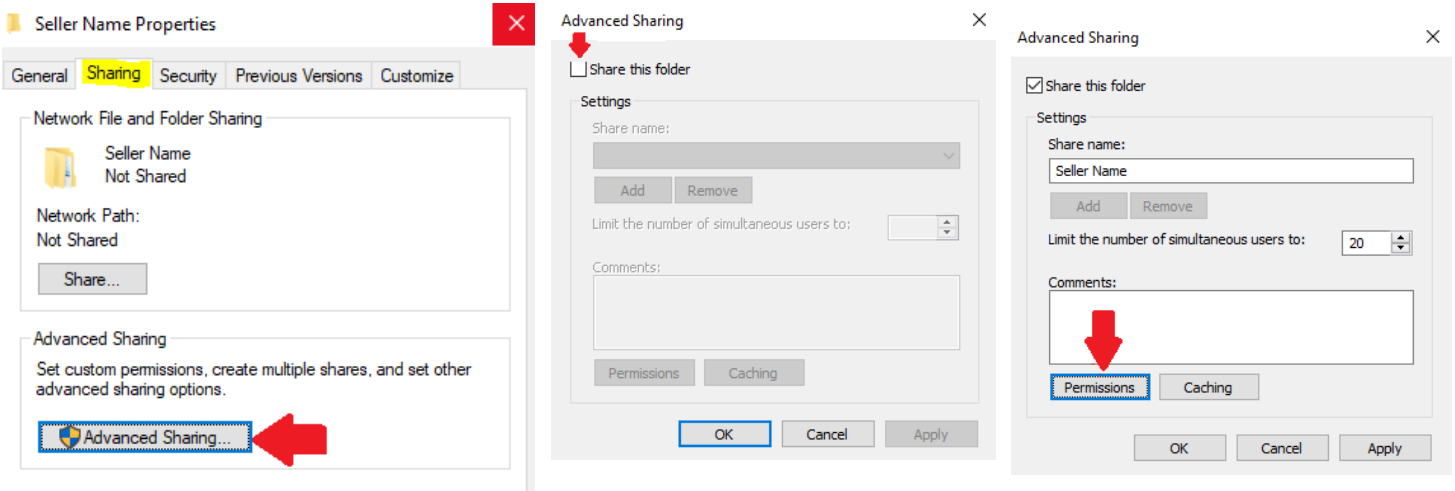 Seller Name Properties
General Sharing Security Previous Versions Customize
Network File and Folder Sharing
Seller Name
Not Shared
Network Path:
Not Shared
Share...
Advanced Sharing
Set custom permissions, create multiple shares, and set other
advanced sharing options.
Advanced Sharing...
Advanced Sharing
Share this folder
Settings
Share name:
Add Remove
Limit the number of simultaneous users to:
Comments:
Permissions Caching
OK Cancel Apply
Advanced Sharing
Share this folder
Settings
Share name:
Seller Name
Add Remove
Limit the number of simultaneous users to: 20
Comments:
Permissions Caching
OK Cancel Apply